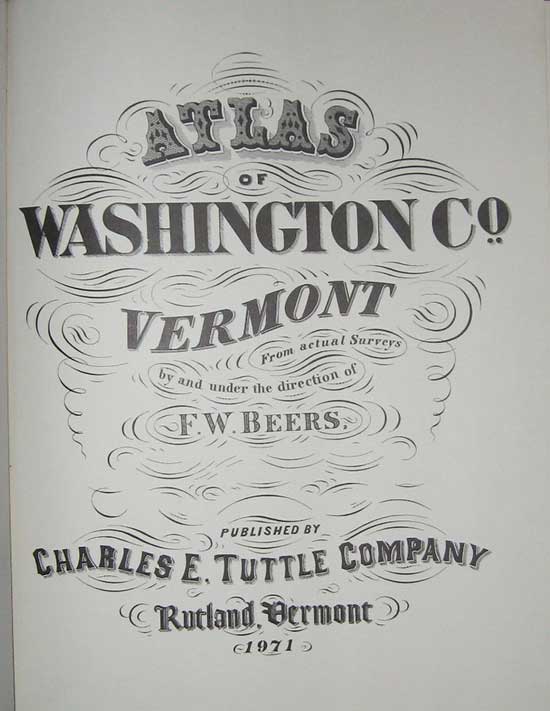 ATLAS
OF
WASHINGTON Co.
VERMONT
From actual Surveys
by and under the direction of
F. W. BEERS.
PUBLISHED BY
CHARLES E. TUTTLE COMPANY
Rutland, Vermont
1971